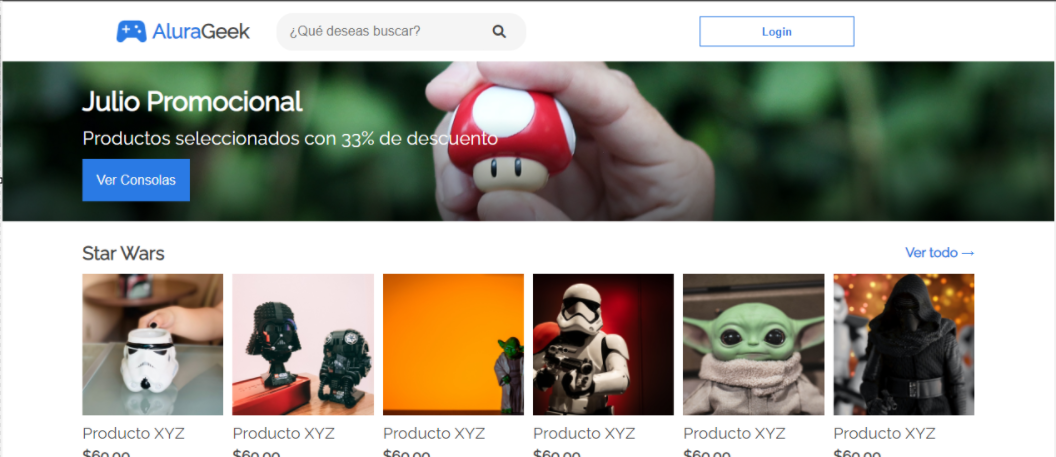 AluraGeek
¿Qué deseas buscar?
Login
Julio Promocional
Productos seleccionados con 33% de descuento
Ver Consolas
Star Wars
Ver todo →
Producto XYZ
Producto XYZ
Producto XYZ
Producto XYZ
Producto XYZ
Producto XYZ
$60.00
$60.00
$60.00
$60.00
$60.00
$60.00